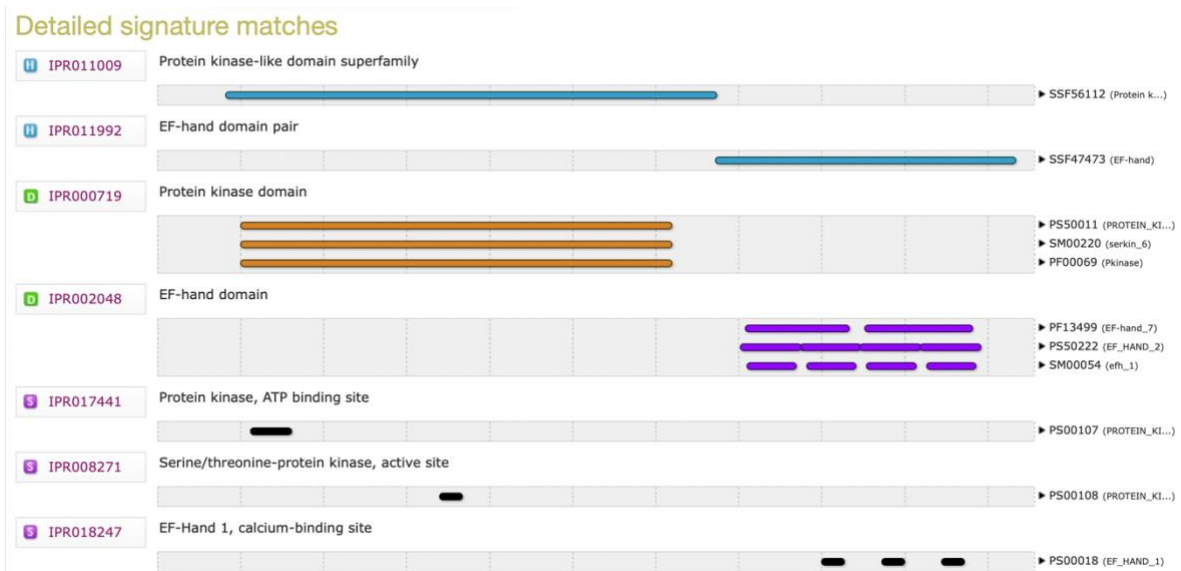 Detailed signature matches
H IPR011009 Protein kinase-like domain superfamily
SSF56112 (Protein k...)
H IPR011992 EF-hand domain pair
SSF47473 (EF-hand)
D IPR000719 Protein kinase domain
PS50011 (PROTEIN_KI...)
SM00220 (serkin_6)
PF00069 (Pkinase)
D IPR002048 EF-hand domain
PF13499 (EF-hand_7)
PS50222 (EF_HAND_2)
SM00054 (efh_1)
S IPR017441 Protein kinase, ATP binding site
PS00107 (PROTEIN_KI...)
S IPR008271 Serine/threonine-protein kinase, active site
PS00108 (PROTEIN_KI...)
S IPR018247 EF-Hand 1, calcium-binding site
PS00018 (EF_HAND_1)